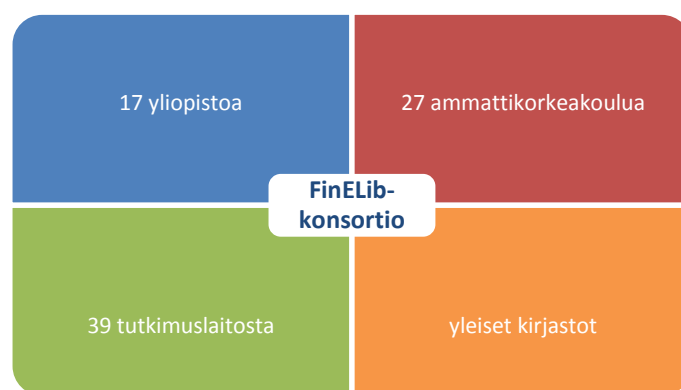 17 yliopistoa
27 ammattikorkeakoulua
FinELib-
konsortio
39 tutkimuslaitosta
yleiset kirjastot